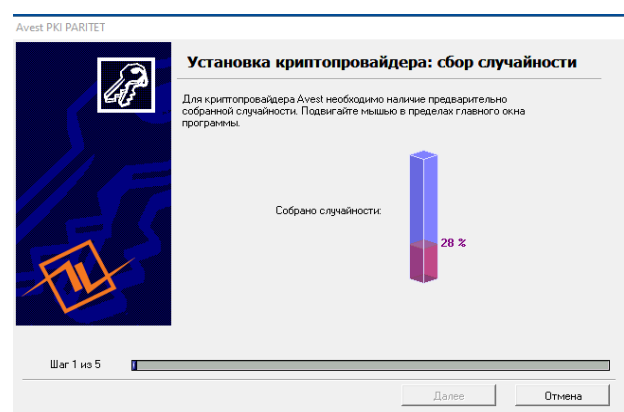 Avest PKI PARITET
Установка криптопровайдера: сбор случайности
Для криптопровайдера Avest необходимо наличие предварительно
собранной случайности. Подвигайте мышью в пределах главного окна
программы.
Собрано случайности:
28 %
Шаг 1 из 5
Далее
Отмена